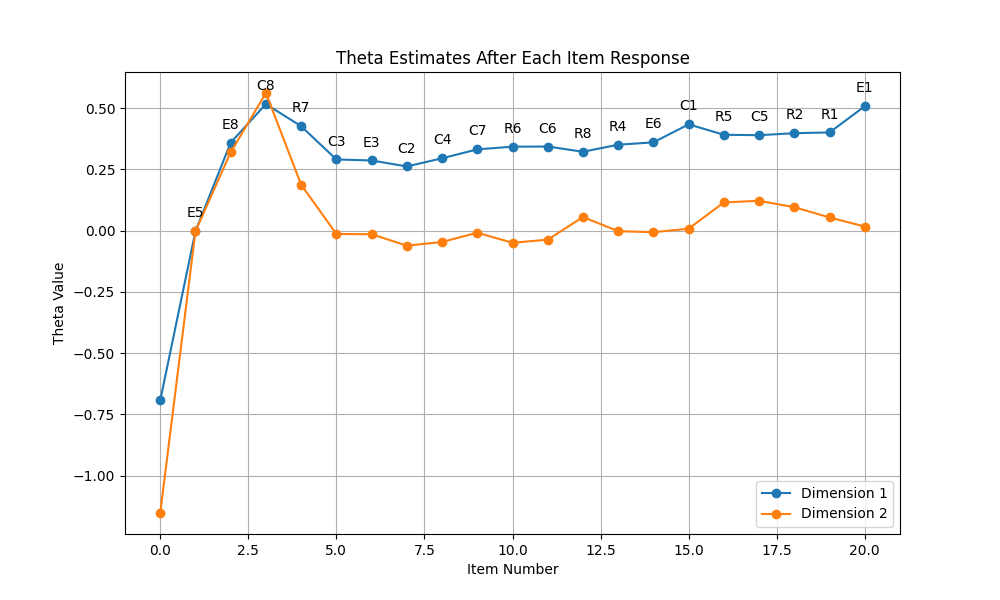 Theta Estimates After Each Item Response
Theta Value
0.50
0.25
0.00
−0.25
−0.50
−0.75
−1.00
E5
E8
C8
R7
C3
E3
C2
C4
C7
R6
C6
R8
R4
E6
C1
R5
C5
R2
R1
E1
Dimension 1
Dimension 2
0.0 2.5 5.0 7.5 10.0 12.5 15.0 17.5 20.0
Item Number